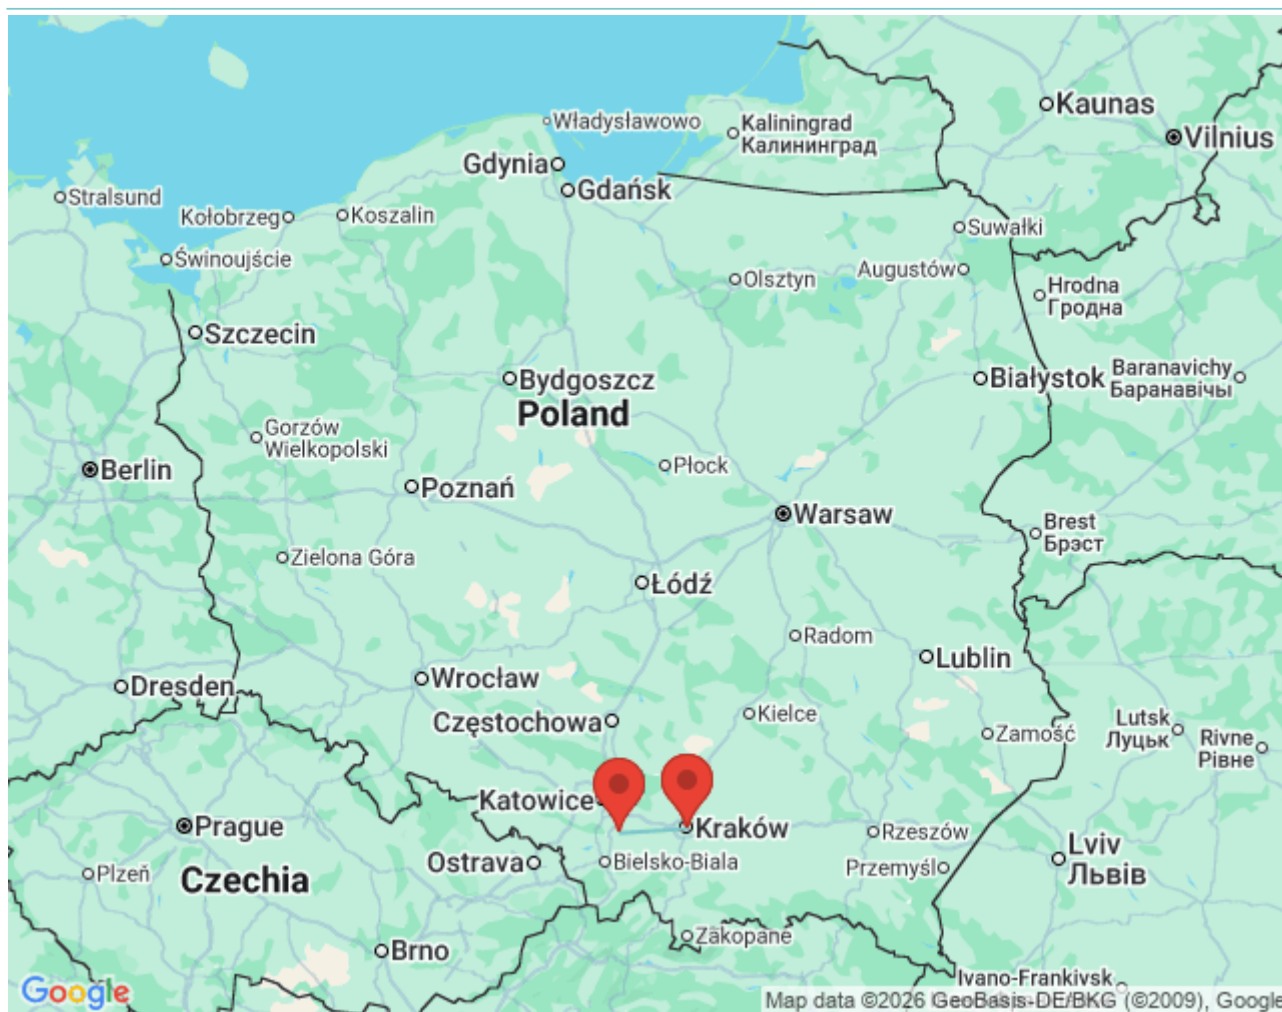 Kaunas
Władysławowo
Kaliningrad
Калининград
Vilnius
Gdynia
Gdańsk
Stralsund
Kołobrzeg
Koszalin
Suwałki
Świnoujście
Augustów
Olsztyn
Hrodna
Гродна
Szczecin
Bydgoszcz
Białystok
Baranavichy
Баранавічы
Poland
Gorzów
Wielkopolski
Berlin
Płock
Poznań
Warsaw
Brest
Брэст
Zielona Góra
Łódź
Radom
Lublin
Dresden
Wrocław
Częstochowa
Kielce
Zamość
Lutsk
Луцьк
Rivne
Рівне
Katowice
Kraków
Prague
Rzeszów
Lviv
Львів
Plzeń
Czechia
Ostrava
Bielsko-Biala
Przemyśl
Brno
Zakopane
Ivano-Frankivsk
Google
Map data ©2026 GeoBasis-DE/BKG (©2009), Google